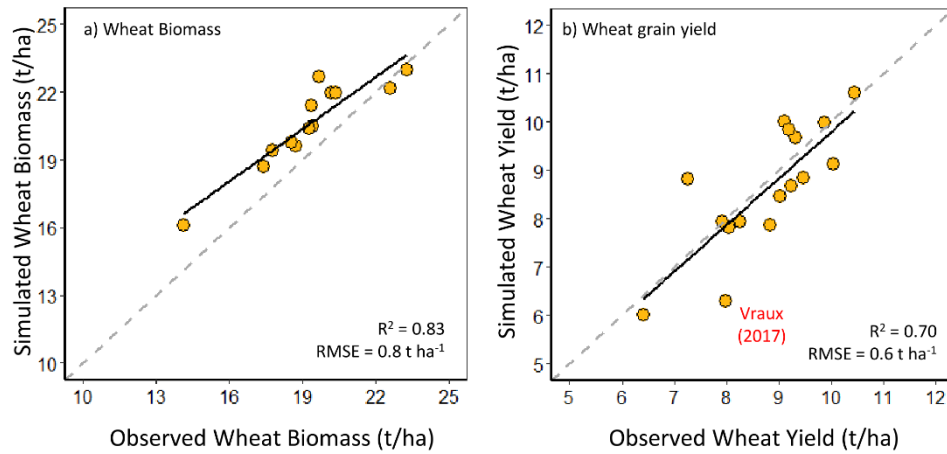 a) Wheat Biomass
Simulated Wheat Biomass (t/ha)
25
22
19
16
13
10
R² = 0.83
RMSE = 0.8 t ha⁻¹
10 13 16 19 22 25
Observed Wheat Biomass (t/ha)
b) Wheat grain yield
Simulated Wheat Yield (t/ha)
12
11
10
9
8
7
6
5
Vraux
(2017)
R² = 0.70
RMSE = 0.6 t ha⁻¹
5 6 7 8 9 10 11 12
Observed Wheat Yield (t/ha)